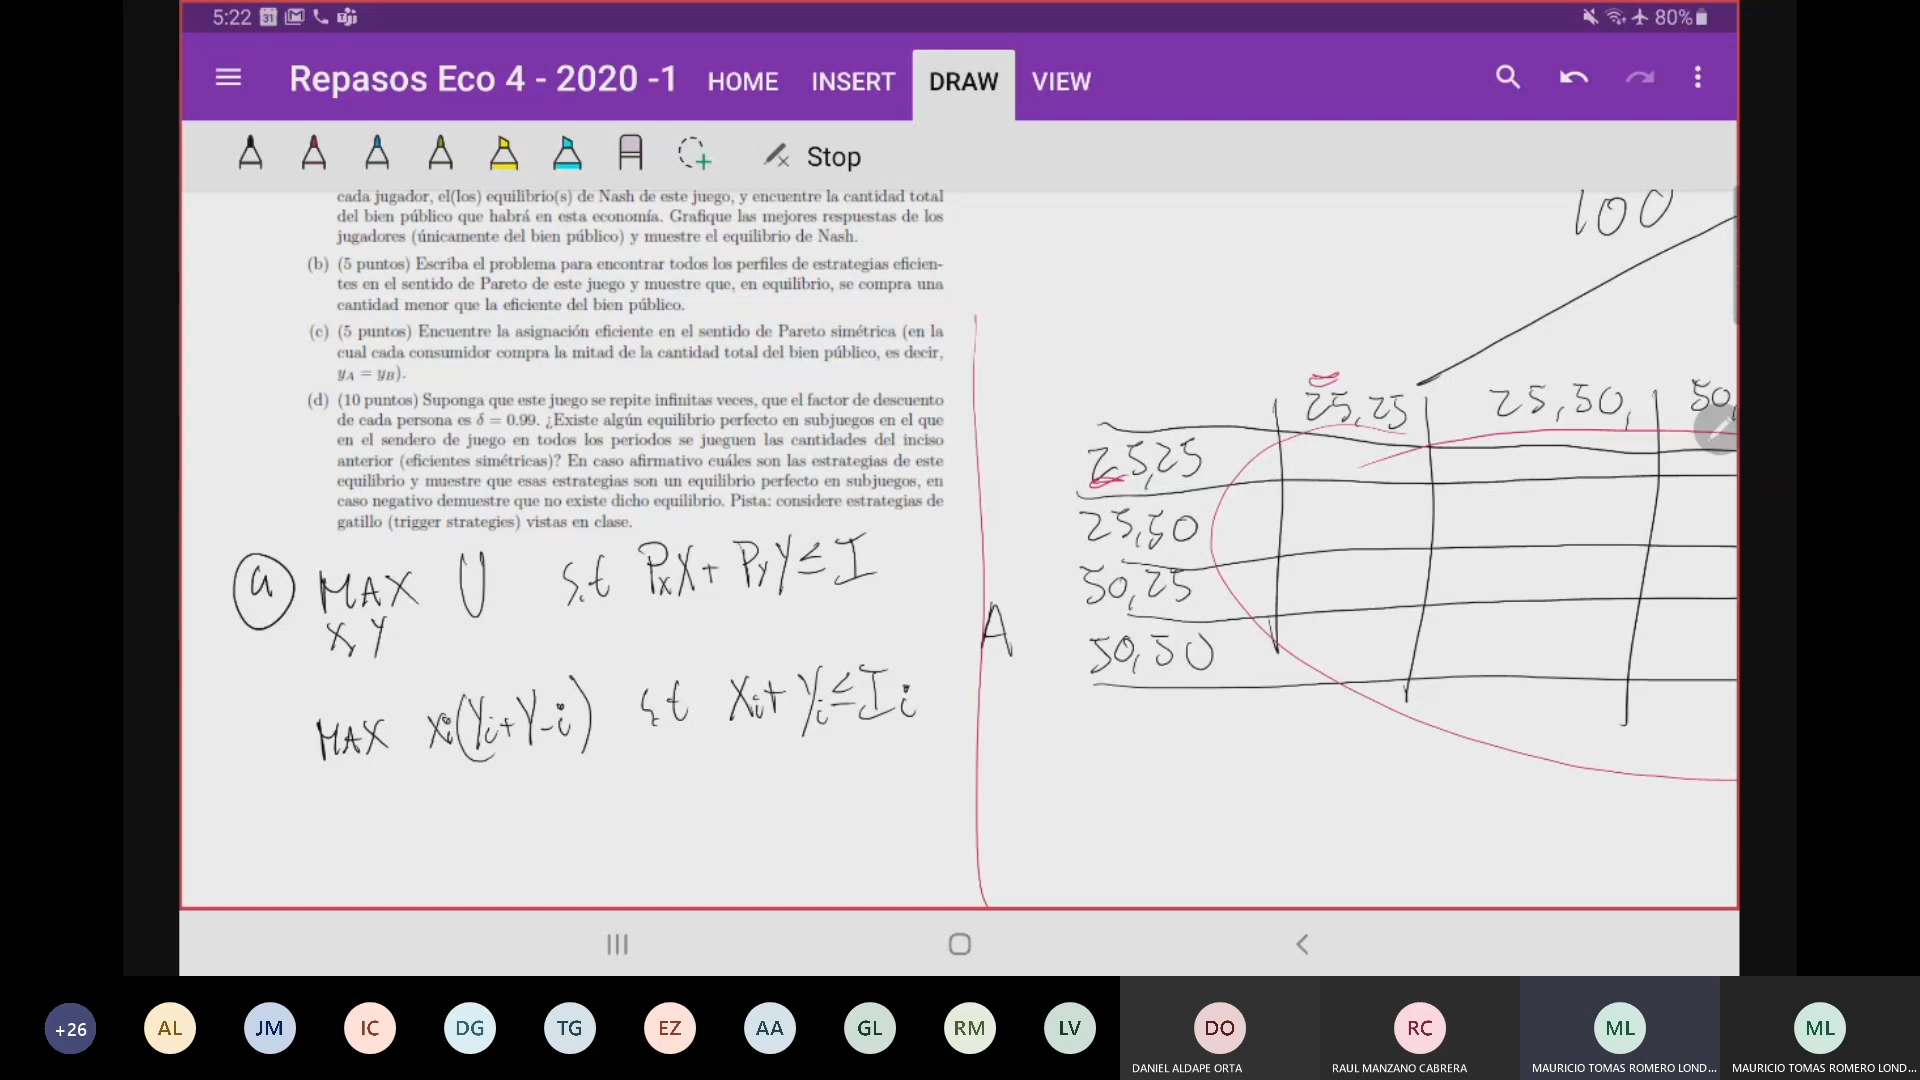 5:22 31 80%
Repasos Eco 4 - 2020 -1 HOME INSERT DRAW VIEW
Stop
cada jugador, el(los) equilibrio(s) de Nash de este juego, y encuentre la cantidad total
del bien público que habrá en esta economía. Grafique las mejores respuestas de los
jugadores (únicamente del bien público) y muestre el equilibrio de Nash.
(b) (5 puntos) Escriba el problema para encontrar todos los perfiles de estrategias eficien-
tes en el sentido de Pareto de este juego y muestre que, en equilibrio, se compra una
cantidad menor que la eficiente del bien público.
(c) (5 puntos) Encuentre la asignación eficiente en el sentido de Pareto simétrica (en la
cual cada consumidor compra la mitad de la cantidad total del bien público, es decir,
yA = yB).
(d) (10 puntos) Suponga que este juego se repite infinitas veces, que el factor de descuento
de cada persona es δ = 0.99. ¿Existe algún equilibrio perfecto en subjuegos en el que
en el sendero de juego en todos los periodos se jueguen las cantidades del inciso
anterior (eficientes simétricas)? En caso afirmativo cuáles son las estrategias de este
equilibrio y muestre que esas estrategias son un equilibrio perfecto en subjuegos, en
caso negativo demuestre que no existe dicho equilibrio. Pista: considere estrategias de
gatillo (trigger strategies) vistas en clase.
a MAX U s.t PxX + PyY ≤ I
X, Y
MAX Xi(Yi+Y-i) s.t Xi + Yi ≤ Ii
100
25,25 25,50, 50,
25,25
25,50
50,25
A
50,50
+26 AL JM IC DG TG EZ AA GL RM LV DO RC ML ML
DANIEL ALDAPE ORTA RAUL MANZANO CABRERA MAURICIO TOMAS ROMERO LOND... MAURICIO TOMAS ROMERO LOND...